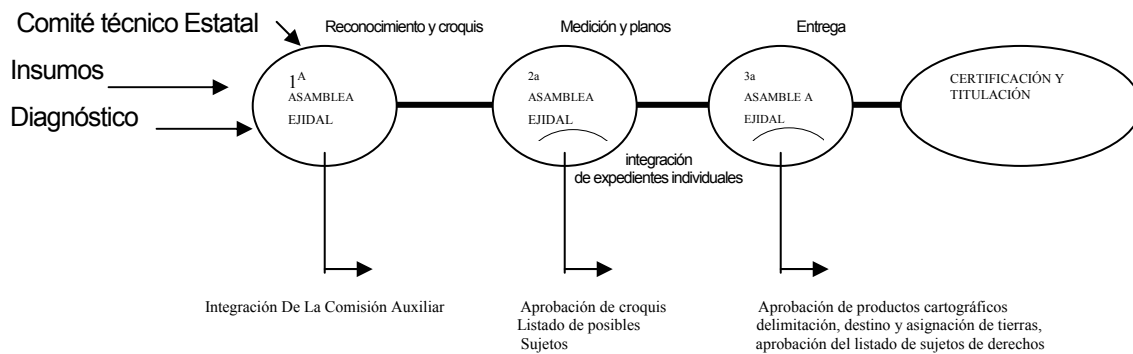 Comité técnico Estatal
Reconocimiento y croquis
Medición y planos
Entrega
Insumos
Diagnóstico
1A
ASAMBLEA
EJIDAL
2a
ASAMBLEA
EJIDAL
3a
ASAMBLE A
EJIDAL
CERTIFICACIÓN Y
TITULACIÓN
integración
de expedientes individuales
Integración De La Comisión Auxiliar
Aprobación de croquis
Listado de posibles
Sujetos
Aprobación de productos cartográficos
delimitación, destino y asignación de tierras,
aprobación del listado de sujetos de derechos